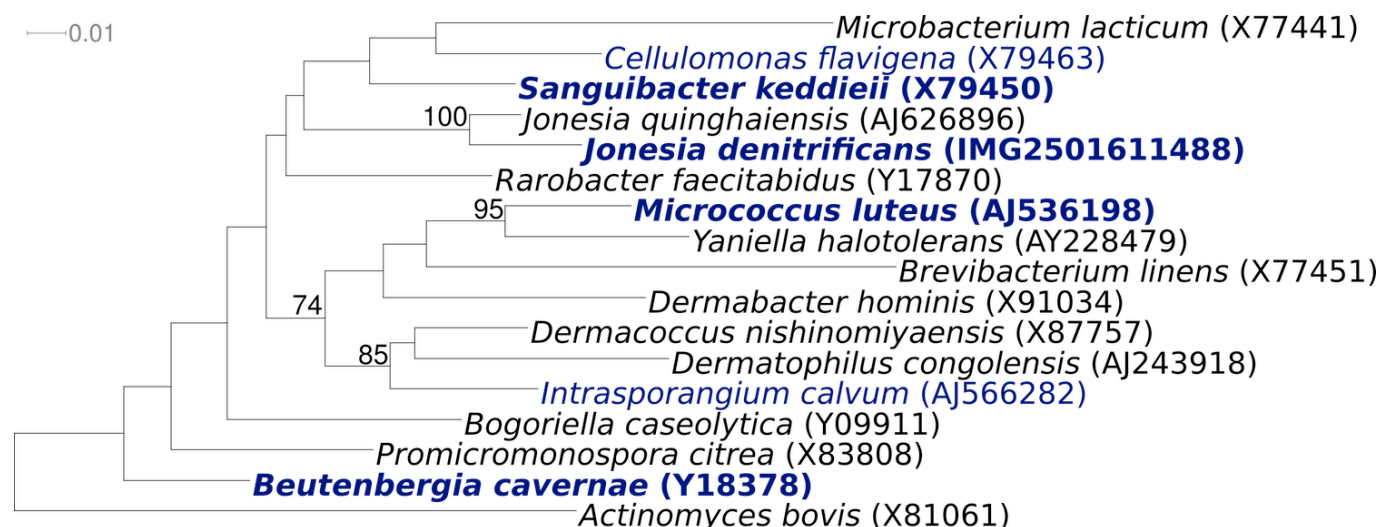 0.01
Microbacterium lacticum (X77441)
Cellulomonas flavigena (X79463)
Sanguibacter keddieii (X79450)
100
Jonesia quinghaiensis (AJ626896)
Jonesia denitrificans (IMG2501611488)
Rarobacter faecitabidus (Y17870)
95
Micrococcus luteus (AJ536198)
Yaniella halotolerans (AY228479)
Brevibacterium linens (X77451)
74
Dermabacter hominis (X91034)
Dermacoccus nishinomiyaensis (X87757)
85
Dermatophilus congolensis (AJ243918)
Intrasporangium calvum (AJ566282)
Bogoriella caseolytica (Y09911)
Promicromonospora citrea (X83808)
Beutenbergia cavernae (Y18378)
Actinomyces bovis (X81061)